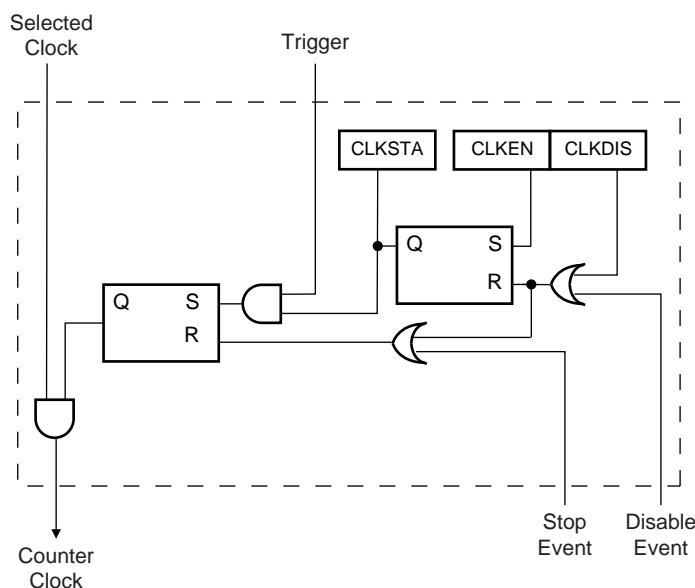 Selected
Clock
Trigger
CLKSTA
CLKEN
CLKDIS
Q
S
R
Q
S
R
Stop
Event
Disable
Event
Counter
Clock